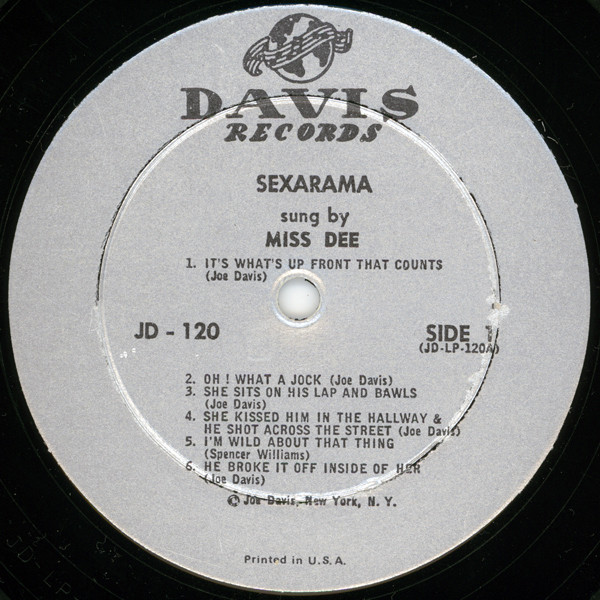 DAVIS
RECORDS
SEXARAMA
sung by
MISS DEE
1. IT'S WHAT'S UP FRONT THAT COUNTS
(Joe Davis)
JD - 120
SIDE 1
(JD-LP-120A)
2. OH ! WHAT A JOCK (Joe Davis)
3. SHE SITS ON HIS LAP AND BAWLS
(Joe Davis)
4. SHE KISSED HIM IN THE HALLWAY &
HE SHOT ACROSS THE STREET (Joe Davis)
5. I'M WILD ABOUT THAT THING
(Spencer Williams)
6. HE BROKE IT OFF INSIDE OF HER
(Joe Davis)
© Joe Davis, New York, N. Y.
Printed in U.S.A.
JD-LP-